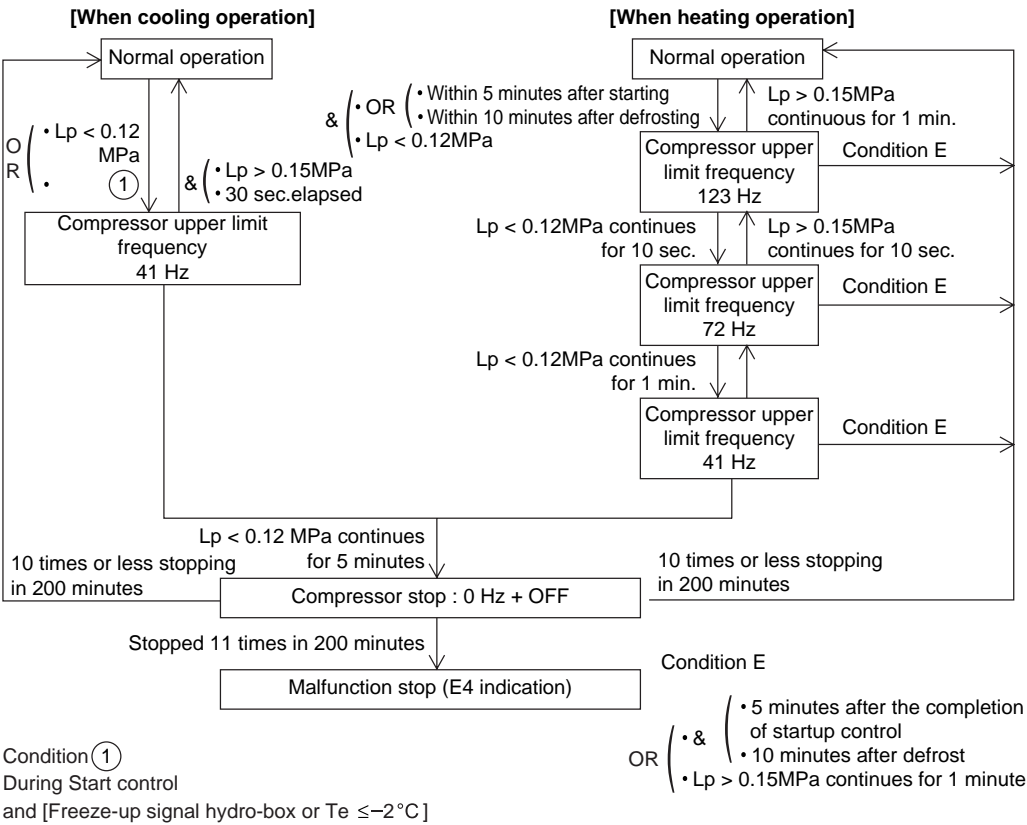 [When cooling operation]
Normal operation
O
R
• Lp < 0.12
MPa
• 1
&
• Lp > 0.15MPa
• 30 sec.elapsed
Compressor upper limit
frequency
41 Hz
[When heating operation]
Normal operation
&
• OR
• Within 5 minutes after starting
• Within 10 minutes after defrosting
• Lp < 0.12MPa
Lp > 0.15MPa
continuous for 1 min.
Compressor upper
limit frequency
123 Hz
Condition E
Lp < 0.12MPa continues
for 10 sec.
Lp > 0.15MPa
continues for 10 sec.
Compressor upper
limit frequency
72 Hz
Condition E
Lp < 0.12MPa continues
for 1 min.
Compressor upper
limit frequency
41 Hz
Condition E
Lp < 0.12 MPa continues
for 5 minutes
10 times or less stopping
in 200 minutes
Compressor stop : 0 Hz + OFF
10 times or less stopping
in 200 minutes
Stopped 11 times in 200 minutes
Malfunction stop (E4 indication)
Condition E
OR
• &
• 5 minutes after the completion
of startup control
• 10 minutes after defrost
• Lp > 0.15MPa continues for 1 minute
Condition 1
During Start control
and [Freeze-up signal hydro-box or Te ≤−2°C ]